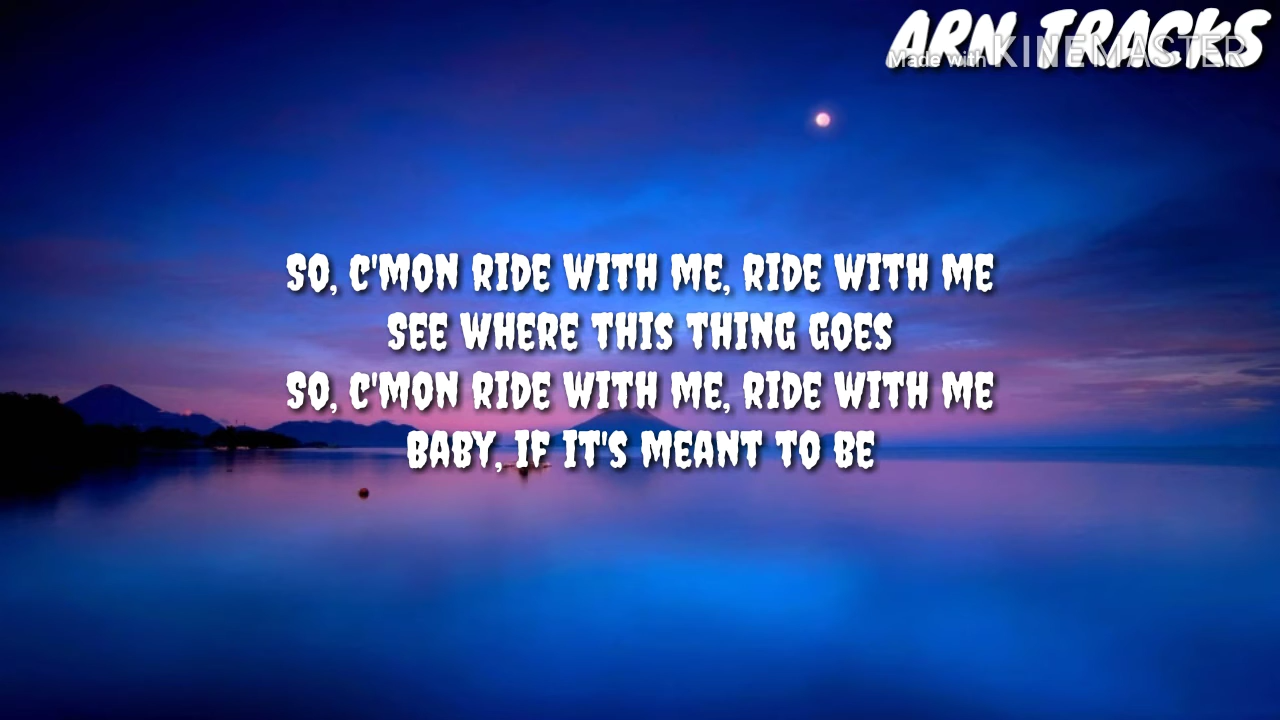 ARN TRACKS
Made with KINEMASTER
SO, C'MON RIDE WITH ME, RIDE WITH ME
SEE WHERE THIS THING GOES
SO, C'MON RIDE WITH ME, RIDE WITH ME
BABY, IF IT'S MEANT TO BE